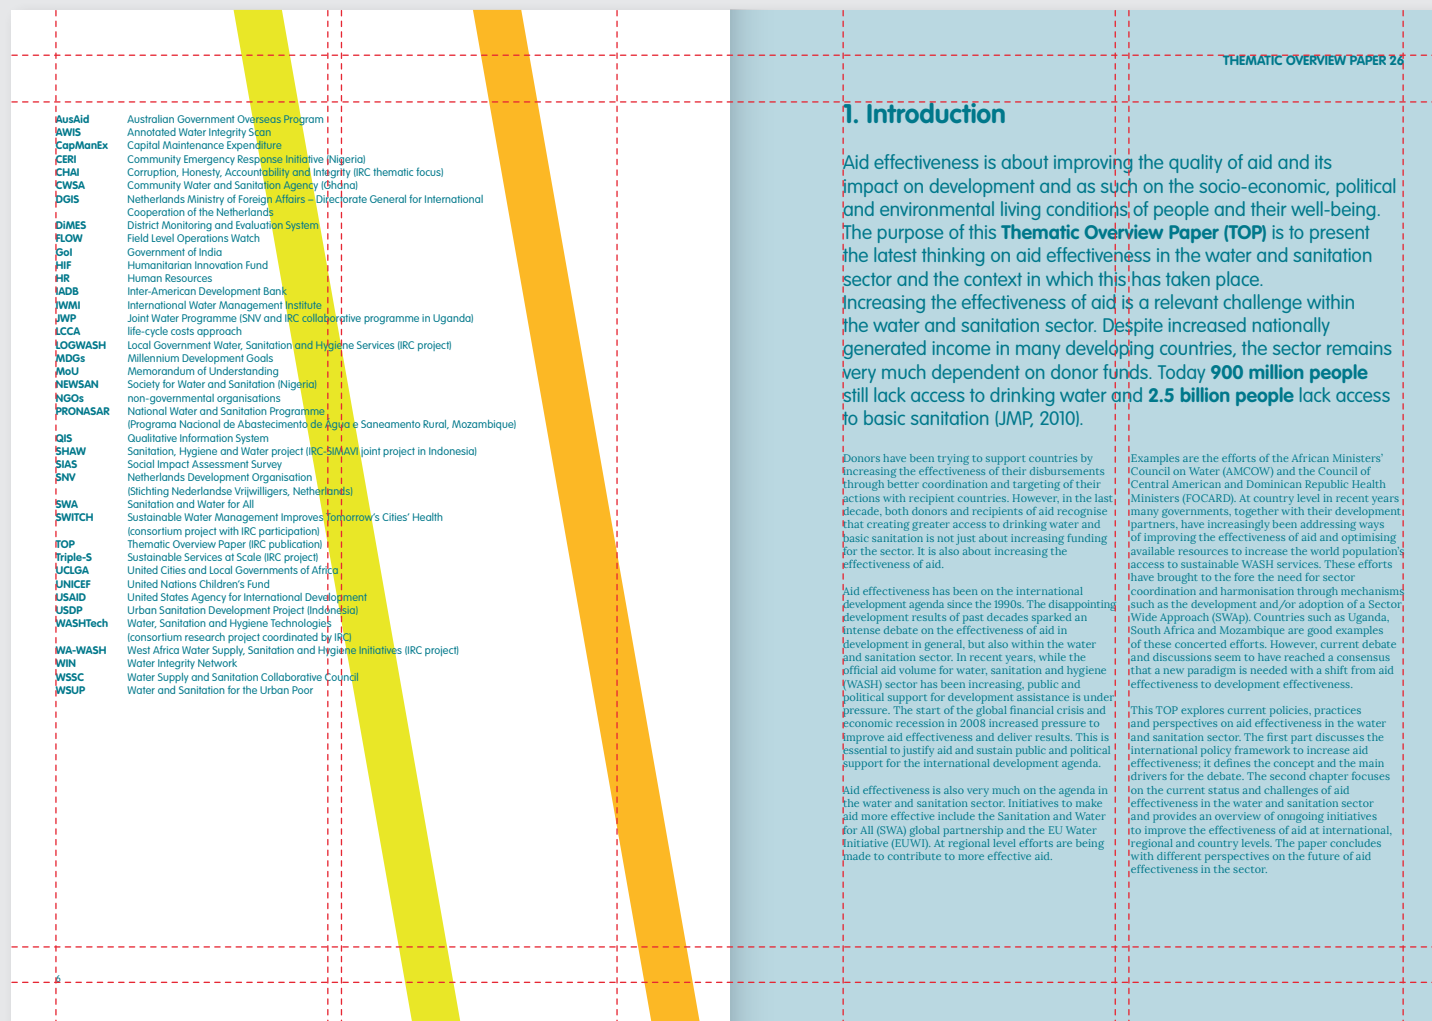 AusAid Australian Government Overseas Program
AWIS Annotated Water Integrity Scan
CapManEx Capital Maintenance Expenditure
CERI Community Emergency Response Initiative (Nigeria)
CHAI Corruption, Honesty, Accountability and Integrity (IRC thematic focus)
CWSA Community Water and Sanitation Agency (Ghana)
DGIS Netherlands Ministry of Foreign Affairs – Directorate General for International
Cooperation of the Netherlands
DiMES District Monitoring and Evaluation System
FLOW Field Level Operations Watch
GoI Government of India
HIF Humanitarian Innovation Fund
HR Human Resources
IADB Inter-American Development Bank
IWMI International Water Management Institute
JWP Joint Water Programme (SNV and IRC collaborative programme in Uganda)
LCCA life-cycle costs approach
LOGWASH Local Government Water, Sanitation and Hygiene Services (IRC project)
MDGs Millennium Development Goals
MoU Memorandum of Understanding
NEWSAN Society for Water and Sanitation (Nigeria)
NGOs non-governmental organisations
PRONASAR National Water and Sanitation Programme
(Programa Nacional de Abastecimento de Água e Saneamento Rural, Mozambique)
QIS Qualitative Information System
SHAW Sanitation, Hygiene and Water project (IRC-SIMAVI joint project in Indonesia)
SIAS Social Impact Assessment Survey
SNV Netherlands Development Organisation
(Stichting Nederlandse Vrijwilligers, Netherlands)
SWA Sanitation and Water for All
SWITCH Sustainable Water Management Improves Tomorrow's Cities' Health
(consortium project with IRC participation)
TOP Thematic Overview Paper (IRC publication)
Triple-S Sustainable Services at Scale (IRC project)
UCLGA United Cities and Local Governments of Africa
UNICEF United Nations Children's Fund
USAID United States Agency for International Development
USDP Urban Sanitation Development Project (Indonesia)
WASHTech Water, Sanitation and Hygiene Technologies
(consortium research project coordinated by IRC)
WA-WASH West Africa Water Supply, Sanitation and Hygiene Initiatives (IRC project)
WIN Water Integrity Network
WSSC Water Supply and Sanitation Collaborative Council
WSUP Water and Sanitation for the Urban Poor
6
THEMATIC OVERVIEW PAPER 26
1. Introduction
Aid effectiveness is about improving the quality of aid and its
impact on development and as such on the socio-economic, political
and environmental living conditions of people and their well-being.
The purpose of this Thematic Overview Paper (TOP) is to present
the latest thinking on aid effectiveness in the water and sanitation
sector and the context in which this has taken place.
Increasing the effectiveness of aid is a relevant challenge within
the water and sanitation sector. Despite increased nationally
generated income in many developing countries, the sector remains
very much dependent on donor funds. Today 900 million people
still lack access to drinking water and 2.5 billion people lack access
to basic sanitation (JMP, 2010).
Donors have been trying to support countries by
increasing the effectiveness of their disbursements
through better coordination and targeting of their
actions with recipient countries. However, in the last
decade, both donors and recipients of aid recognise
that creating greater access to drinking water and
basic sanitation is not just about increasing funding
for the sector. It is also about increasing the
effectiveness of aid.
Aid effectiveness has been on the international
development agenda since the 1990s. The disappointing
development results of past decades sparked an
intense debate on the effectiveness of aid in
development in general, but also within the water
and sanitation sector. In recent years, while the
official aid volume for water, sanitation and hygiene
(WASH) sector has been increasing, public and
political support for development assistance is under
pressure. The start of the global financial crisis and
economic recession in 2008 increased pressure to
improve aid effectiveness and deliver results. This is
essential to justify aid and sustain public and political
support for the international development agenda.
Aid effectiveness is also very much on the agenda in
the water and sanitation sector. Initiatives to make
aid more effective include the Sanitation and Water
for All (SWA) global partnership and the EU Water
Initiative (EUWI). At regional level efforts are being
made to contribute to more effective aid.
Examples are the efforts of the African Ministers'
Council on Water (AMCOW) and the Council of
Central American and Dominican Republic Health
Ministers (FOCARD). At country level in recent years
many governments, together with their development
partners, have increasingly been addressing ways
of improving the effectiveness of aid and optimising
available resources to increase the world population's
access to sustainable WASH services. These efforts
have brought to the fore the need for sector
coordination and harmonisation through mechanisms
such as the development and/or adoption of a Sector
Wide Approach (SWAp). Countries such as Uganda,
South Africa and Mozambique are good examples
of these concerted efforts. However, current debate
and discussions seem to have reached a consensus
that a new paradigm is needed with a shift from aid
effectiveness to development effectiveness.
This TOP explores current policies, practices
and perspectives on aid effectiveness in the water
and sanitation sector. The first part discusses the
international policy framework to increase aid
effectiveness; it defines the concept and the main
drivers for the debate. The second chapter focuses
on the current status and challenges of aid
effectiveness in the water and sanitation sector
and provides an overview of onngoing initiatives
to improve the effectiveness of aid at international,
regional and country levels. The paper concludes
with different perspectives on the future of aid
effectiveness in the sector.